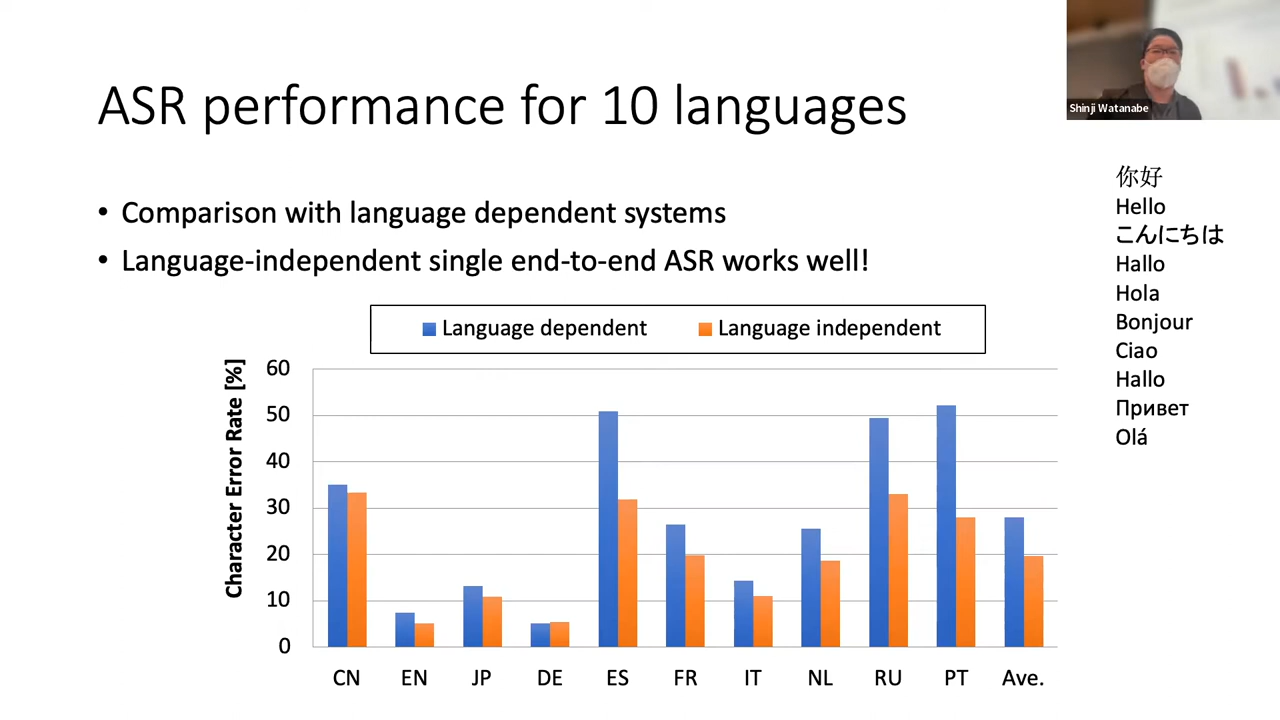 ASR performance for 10 languages
Shinji Watanabe
• Comparison with language dependent systems
• Language-independent single end-to-end ASR works well!
你好
Hello
こんにちは
Hallo
Hola
Bonjour
Ciao
Hallo
Привет
Olá
Language dependent Language independent
Character Error Rate [%]
60
50
40
30
20
10
0
CN EN JP DE ES FR IT NL RU PT Ave.